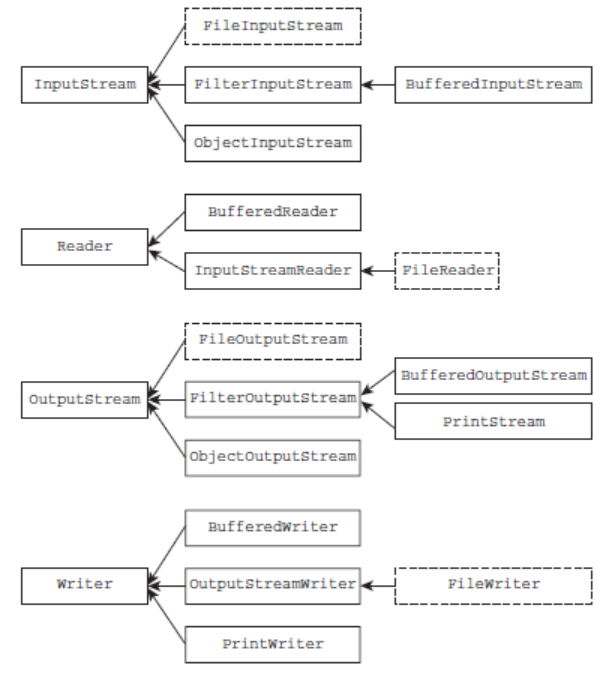 FileInputStream
InputStream
FilterInputStream
BufferedInputStream
ObjectInputStream
BufferedReader
Reader
InputStreamReader
FileReader
FileOutputStream
BufferedOutputStream
OutputStream
FilterOutputStream
PrintStream
ObjectOutputStream
BufferedWriter
Writer
OutputStreamWriter
FileWriter
PrintWriter